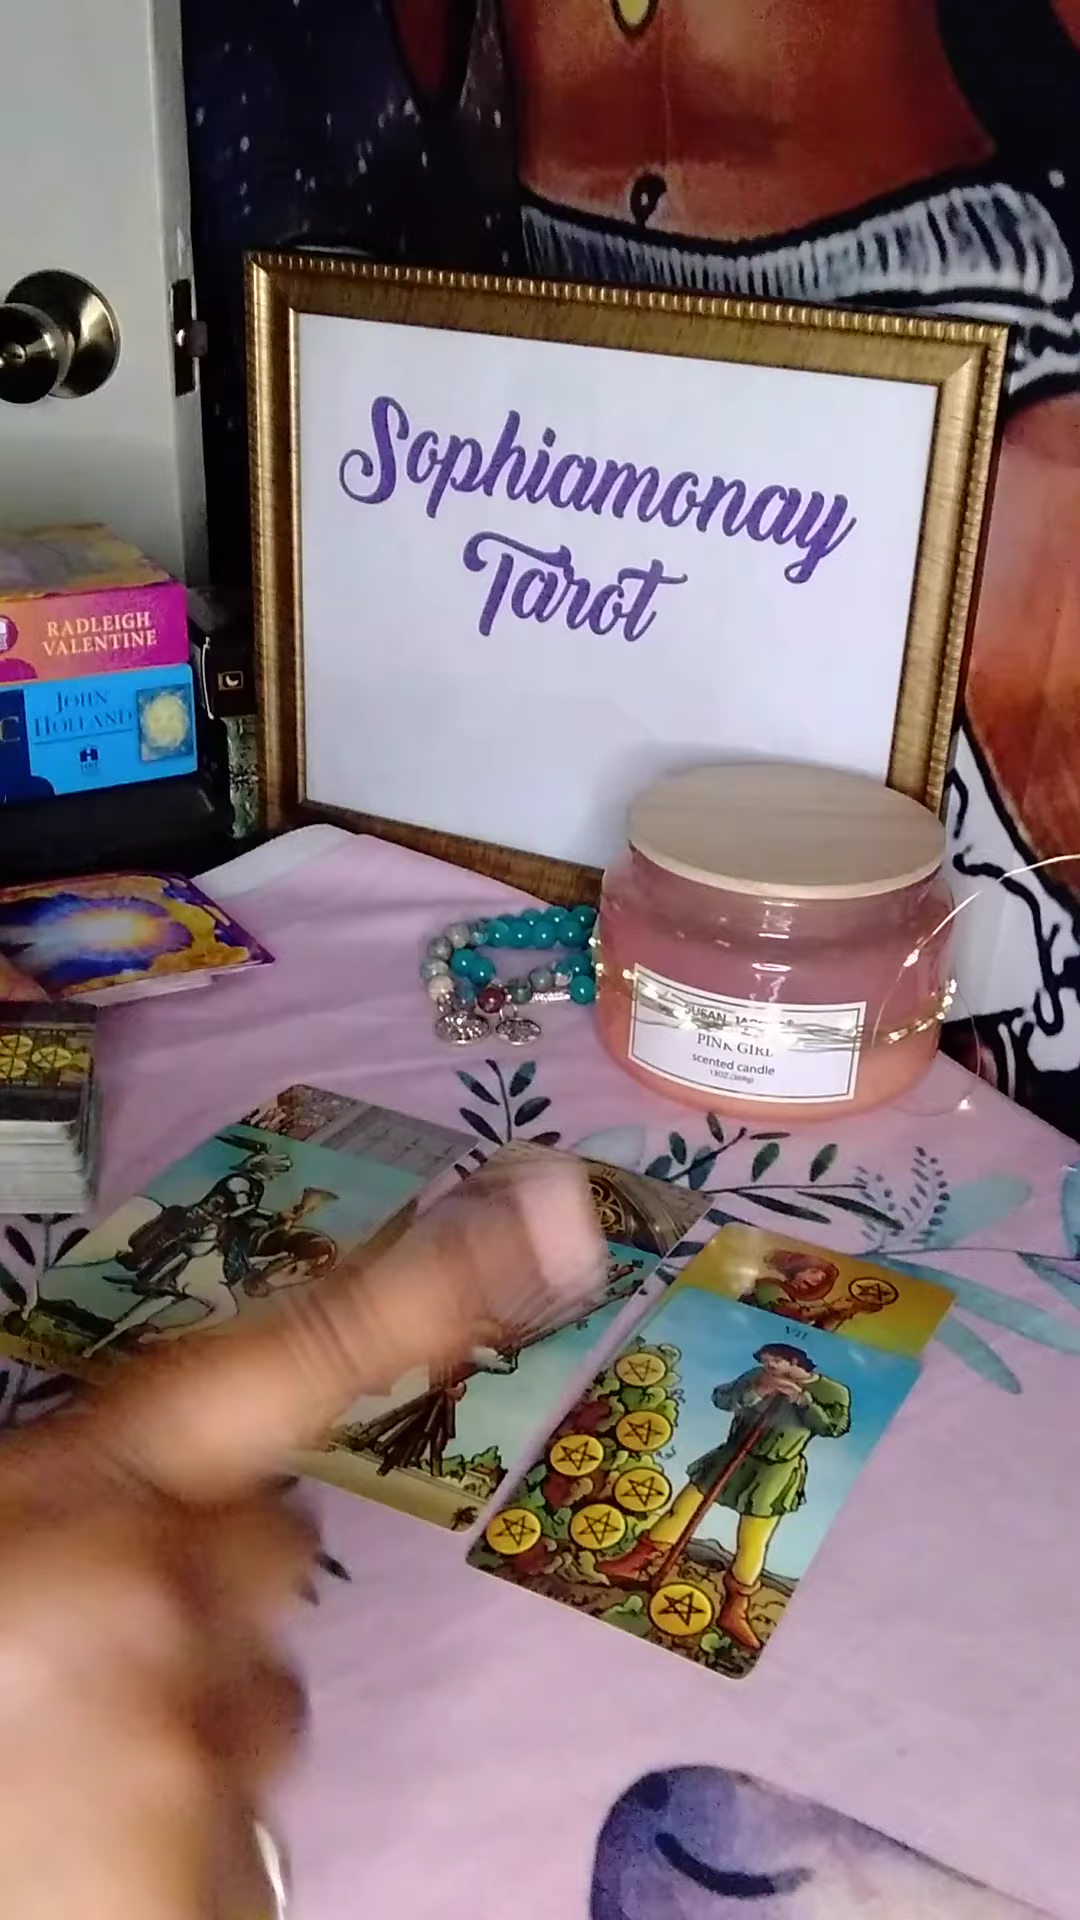 Sophiamonay
Tarot
RADLEIGH
VALENTINE
JOHN
HOLLAND
PINK GIRL
scented candle
VII